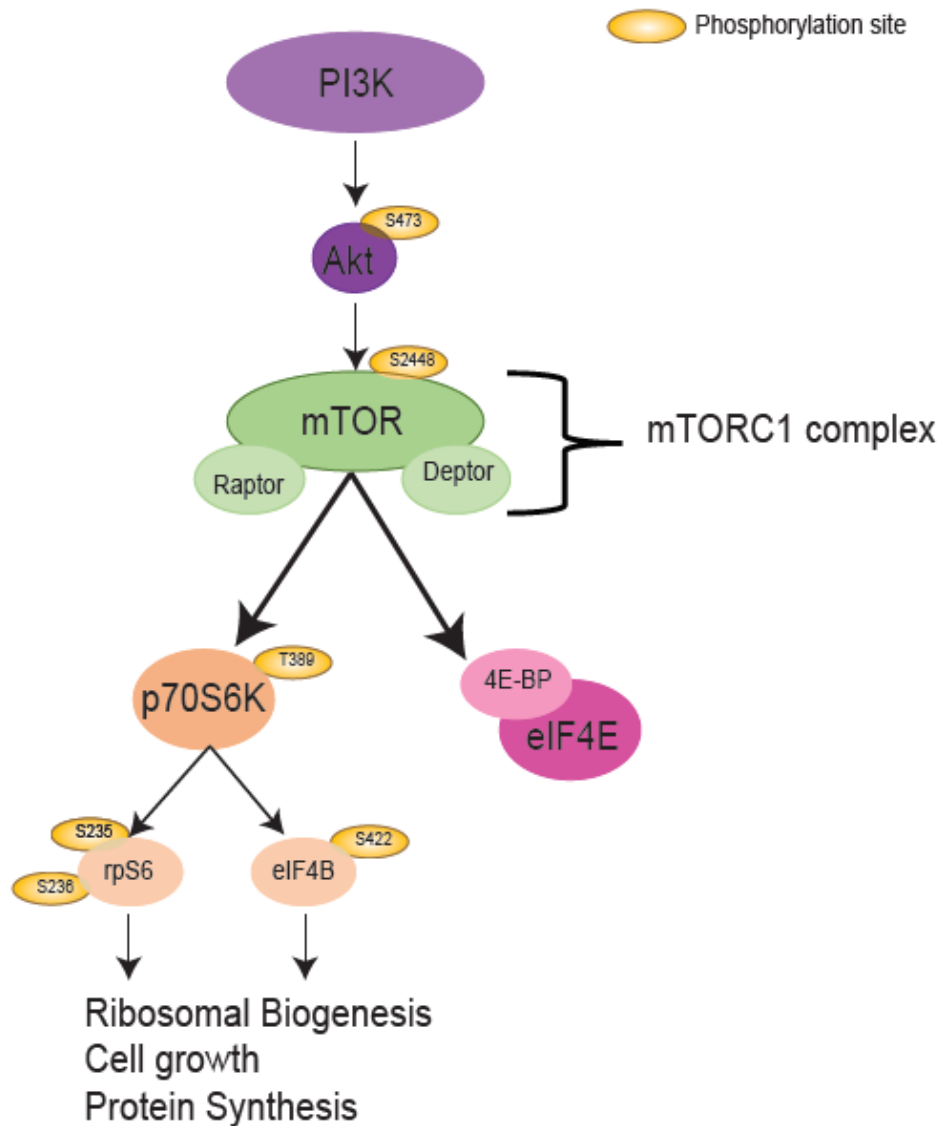 Phosphorylation site
PI3K
S473
Akt
S2448
mTOR
mTORC1 complex
Raptor
Deptor
T389
p70S6K
4E-BP
eIF4E
S235
S422
rpS6
eIF4B
S236
Ribosomal Biogenesis
Cell growth
Protein Synthesis